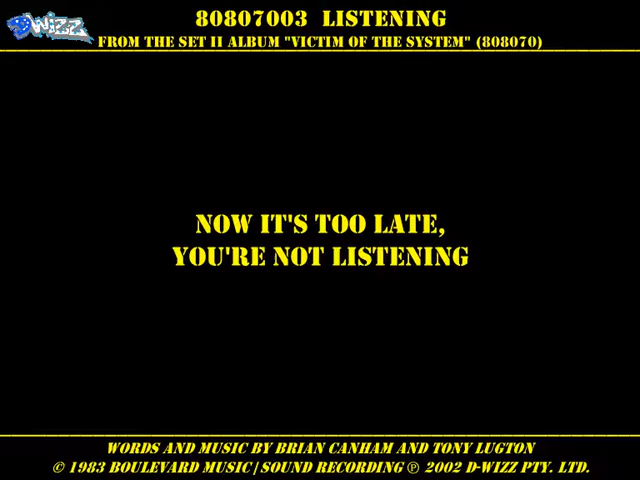 D-Wizz
80807003 LISTENING
FROM THE SET II ALBUM "VICTIM OF THE SYSTEM" (808070)
NOW IT'S TOO LATE,
YOU'RE NOT LISTENING
WORDS AND MUSIC BY BRIAN CANHAM AND TONY LUGTON
© 1983 BOULEVARD MUSIC | SOUND RECORDING ℗ 2002 D-WIZZ PTY. LTD.